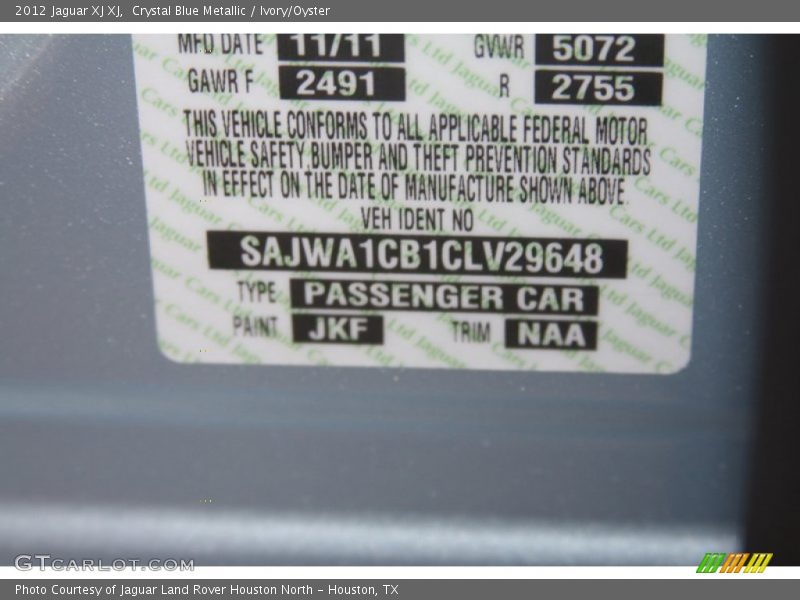 2012 Jaguar XJ XJ, Crystal Blue Metallic / Ivory/Oyster
MFD DATE 11/11 GVWR 5072
GAWR F 2491 R 2755
THIS VEHICLE CONFORMS TO ALL APPLICABLE FEDERAL MOTOR
VEHICLE SAFETY, BUMPER AND THEFT PREVENTION STANDARDS
IN EFFECT ON THE DATE OF MANUFACTURE SHOWN ABOVE.
VEH IDENT NO
SAJWA1CB1CLV29648
TYPE PASSENGER CAR
PAINT JKF TRIM NAA
GTCARLOT.COM
Photo Courtesy of Jaguar Land Rover Houston North - Houston, TX